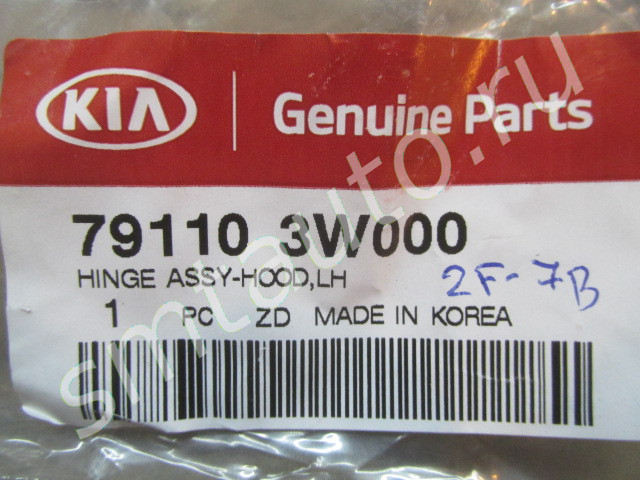 KIA Genuine Parts
79110 3W000
HINGE ASSY-HOOD,LH
2F-7B
1 PC ZD MADE IN KOREA
smtauto.ru